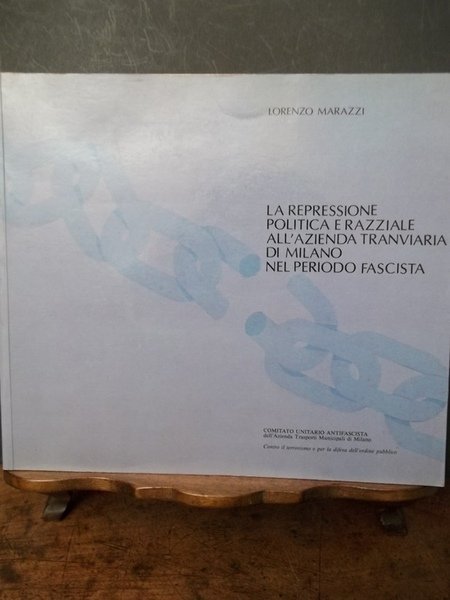 LORENZO MARAZZI
LA REPRESSIONE
POLITICA E RAZZIALE
ALL'AZIENDA TRANVIARIA
DI MILANO
NEL PERIODO FASCISTA
COMITATO UNITARIO ANTIFASCISTA
dell'Azienda Trasporti Municipali di Milano
Contro il terrorismo e per la difesa dell'ordine pubblico